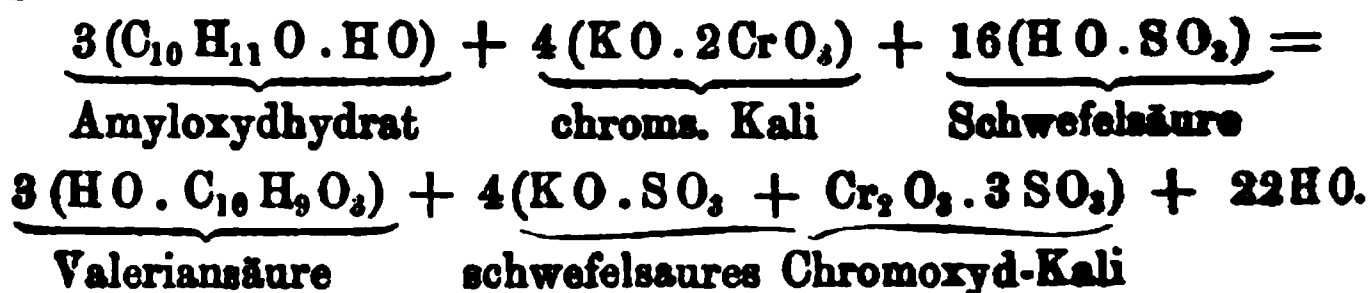 3(C₁₀H₁₁O.HO) + 4(KO.2CrO₃) + 16(HO.SO₃) =
Amyloxydhydrat chroms. Kali Schwefelsäure
3(HO.C₁₀H₉O₃) + 4(KO.SO₃ + Cr₂O₃.3SO₃) + 22HO.
Valeriansäure schwefelsaures Chromoxyd-Kali